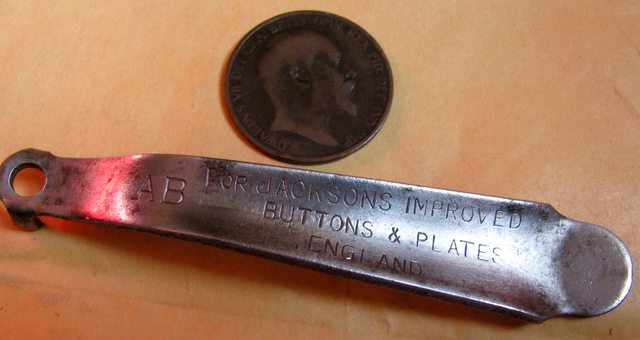 AB FOR JACKSONS IMPROVED
BUTTONS & PLATES
ENGLAND